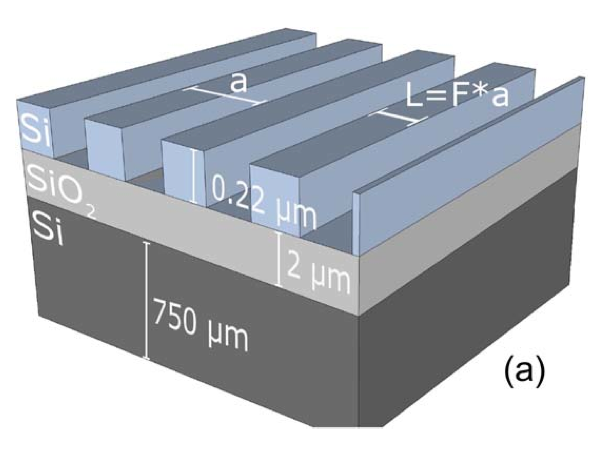 a
L=F*a
Si
0.22 μm
SiO₂
Si
2 μm
750 μm
(a)